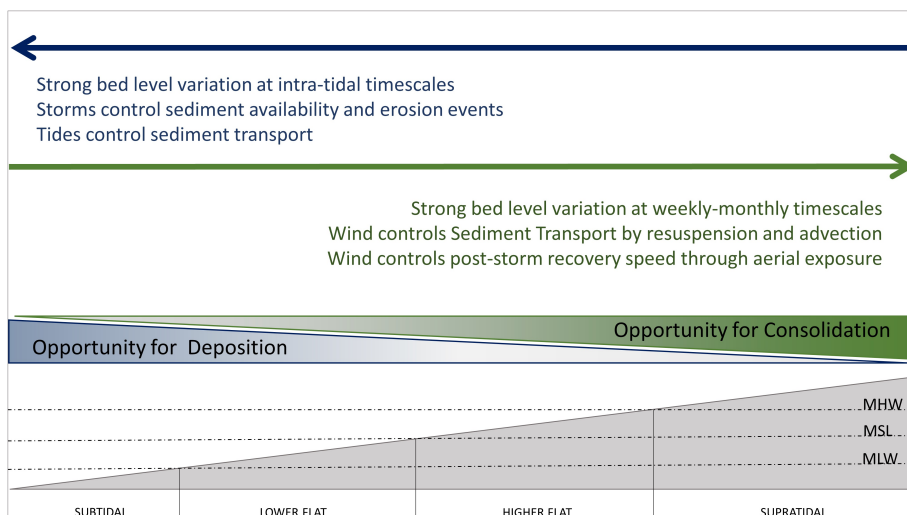 Strong bed level variation at intra-tidal timescales
Storms control sediment availability and erosion events
Tides control sediment transport
Strong bed level variation at weekly-monthly timescales
Wind controls Sediment Transport by resuspension and advection
Wind controls post-storm recovery speed through aerial exposure
Opportunity for Consolidation
Opportunity for Deposition
MHW
MSL
MLW
SUBTIDAL LOWER FLAT HIGHER FLAT SUPRATIDAL